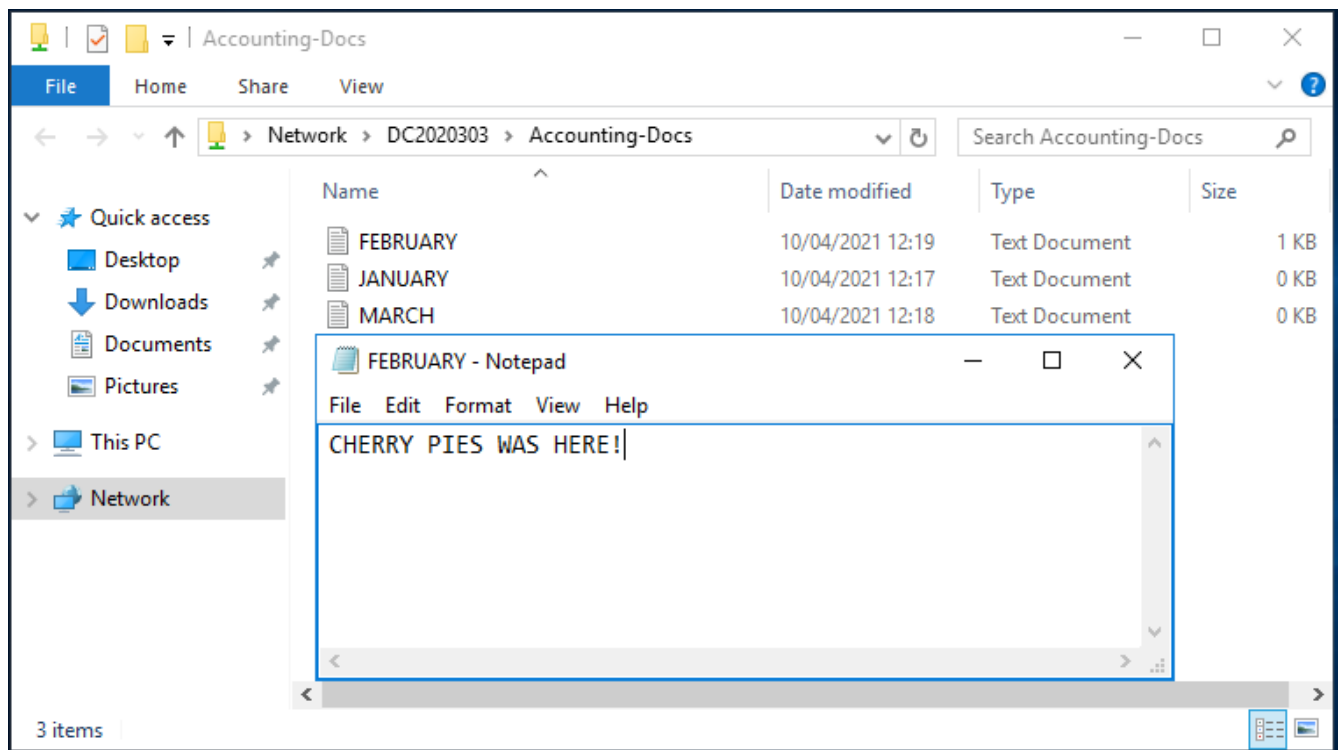 Accounting-Docs
File Home Share View
Network > DC2020303 > Accounting-Docs
Search Accounting-Docs
Name Date modified Type Size
Quick access
Desktop
Downloads
Documents
Pictures
This PC
Network
FEBRUARY 10/04/2021 12:19 Text Document 1 KB
JANUARY 10/04/2021 12:17 Text Document 0 KB
MARCH 10/04/2021 12:18 Text Document 0 KB
FEBRUARY - Notepad
File Edit Format View Help
CHERRY PIES WAS HERE!
3 items